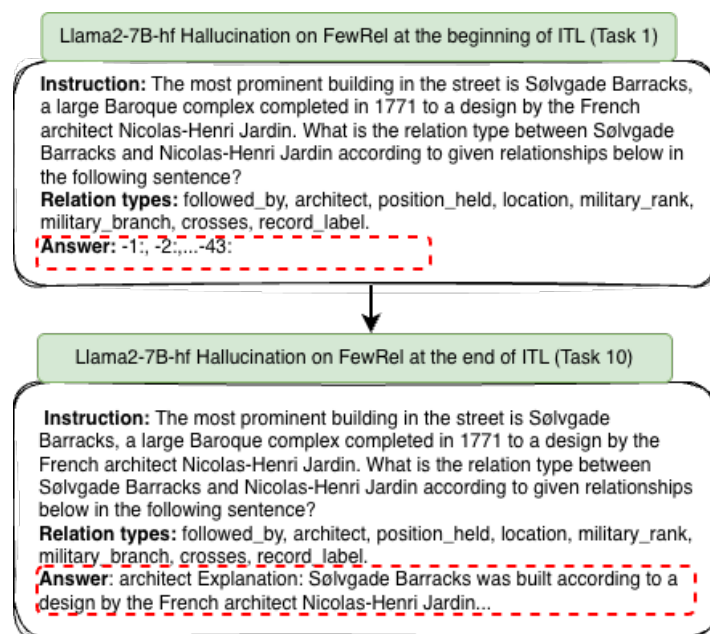 Llama2-7B-hf Hallucination on FewRel at the beginning of ITL (Task 1)
Instruction: The most prominent building in the street is Sølvgade Barracks,
a large Baroque complex completed in 1771 to a design by the French
architect Nicolas-Henri Jardin. What is the relation type between Sølvgade
Barracks and Nicolas-Henri Jardin according to given relationships below in
the following sentence?
Relation types: followed_by, architect, position_held, location, military_rank,
military_branch, crosses, record_label.
Answer: -1:, -2:,...-43:
Llama2-7B-hf Hallucination on FewRel at the end of ITL (Task 10)
Instruction: The most prominent building in the street is Sølvgade
Barracks, a large Baroque complex completed in 1771 to a design by the
French architect Nicolas-Henri Jardin. What is the relation type between
Sølvgade Barracks and Nicolas-Henri Jardin according to given relationships
below in the following sentence?
Relation types: followed_by, architect, position_held, location, military_rank,
military_branch, crosses, record_label.
Answer: architect Explanation: Sølvgade Barracks was built according to a
design by the French architect Nicolas-Henri Jardin...